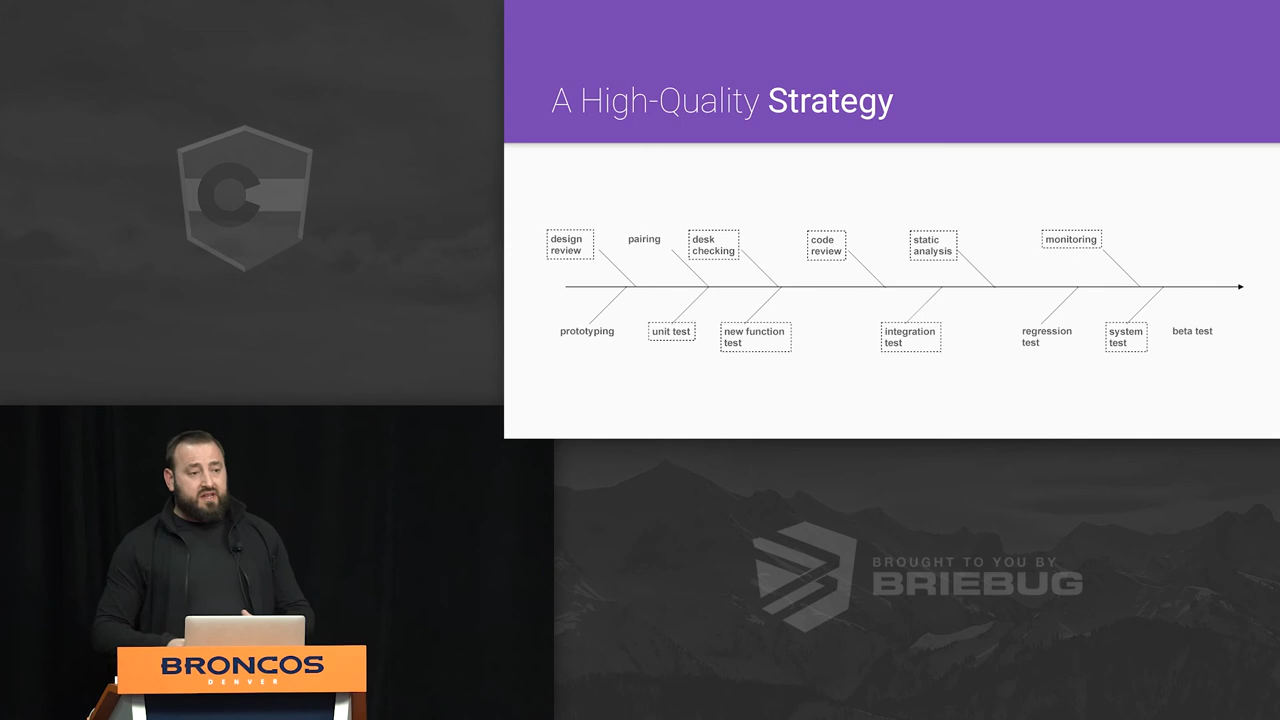 A High-Quality Strategy
design
review
pairing
desk
checking
code
review
static
analysis
monitoring
prototyping
unit test
new function
test
integration
test
regression
test
system
test
beta test
BROUGHT TO YOU BY
BRIEBUG
BRONCOS
DENVER